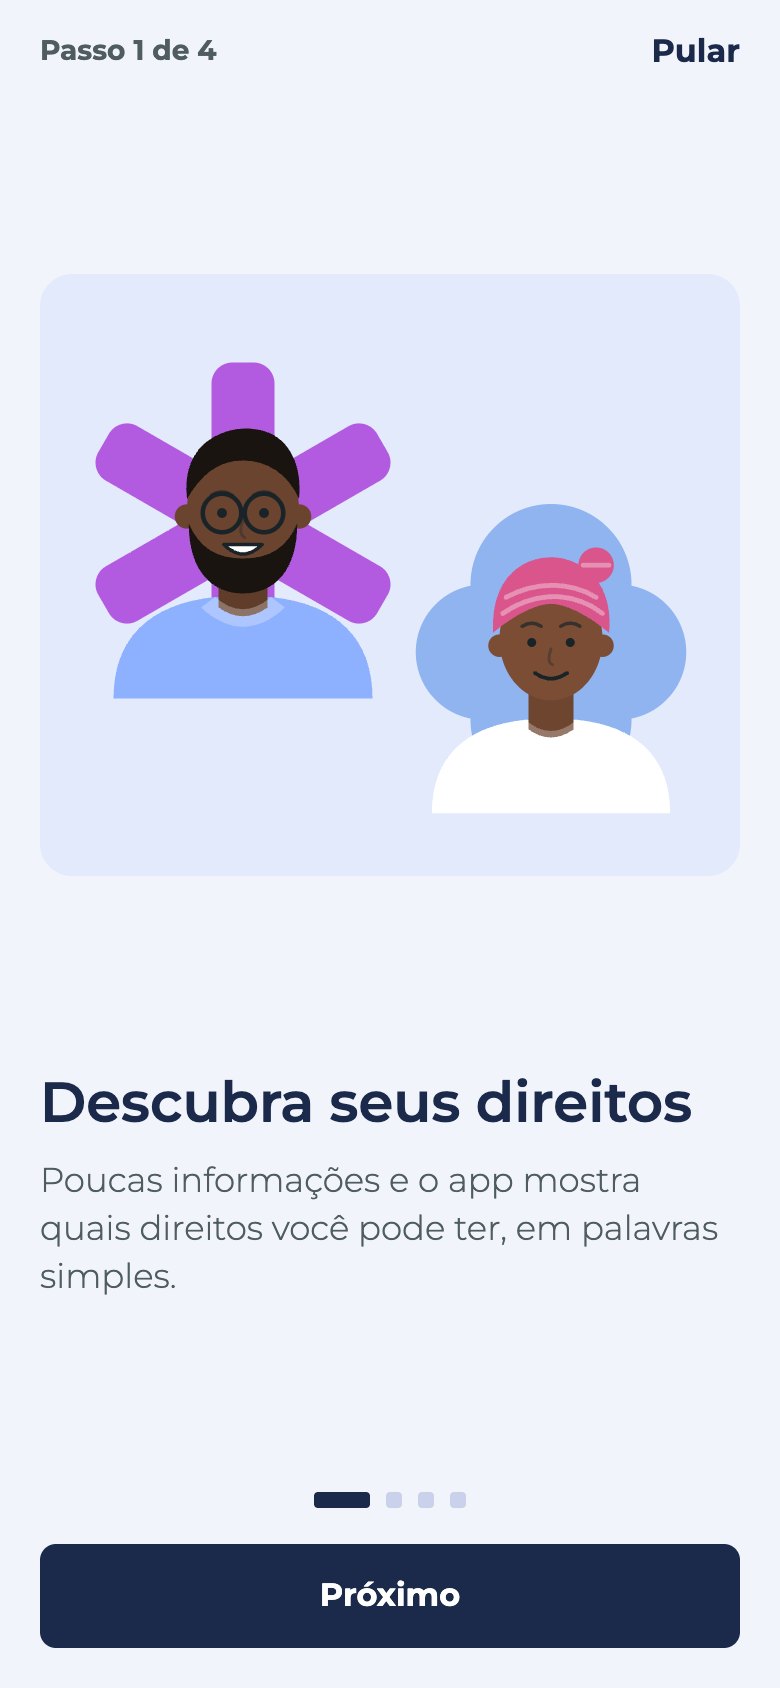 Passo 1 de 4
Pular
Descubra seus direitos
Poucas informações e o app mostra
quais direitos você pode ter, em palavras
simples.
Próximo